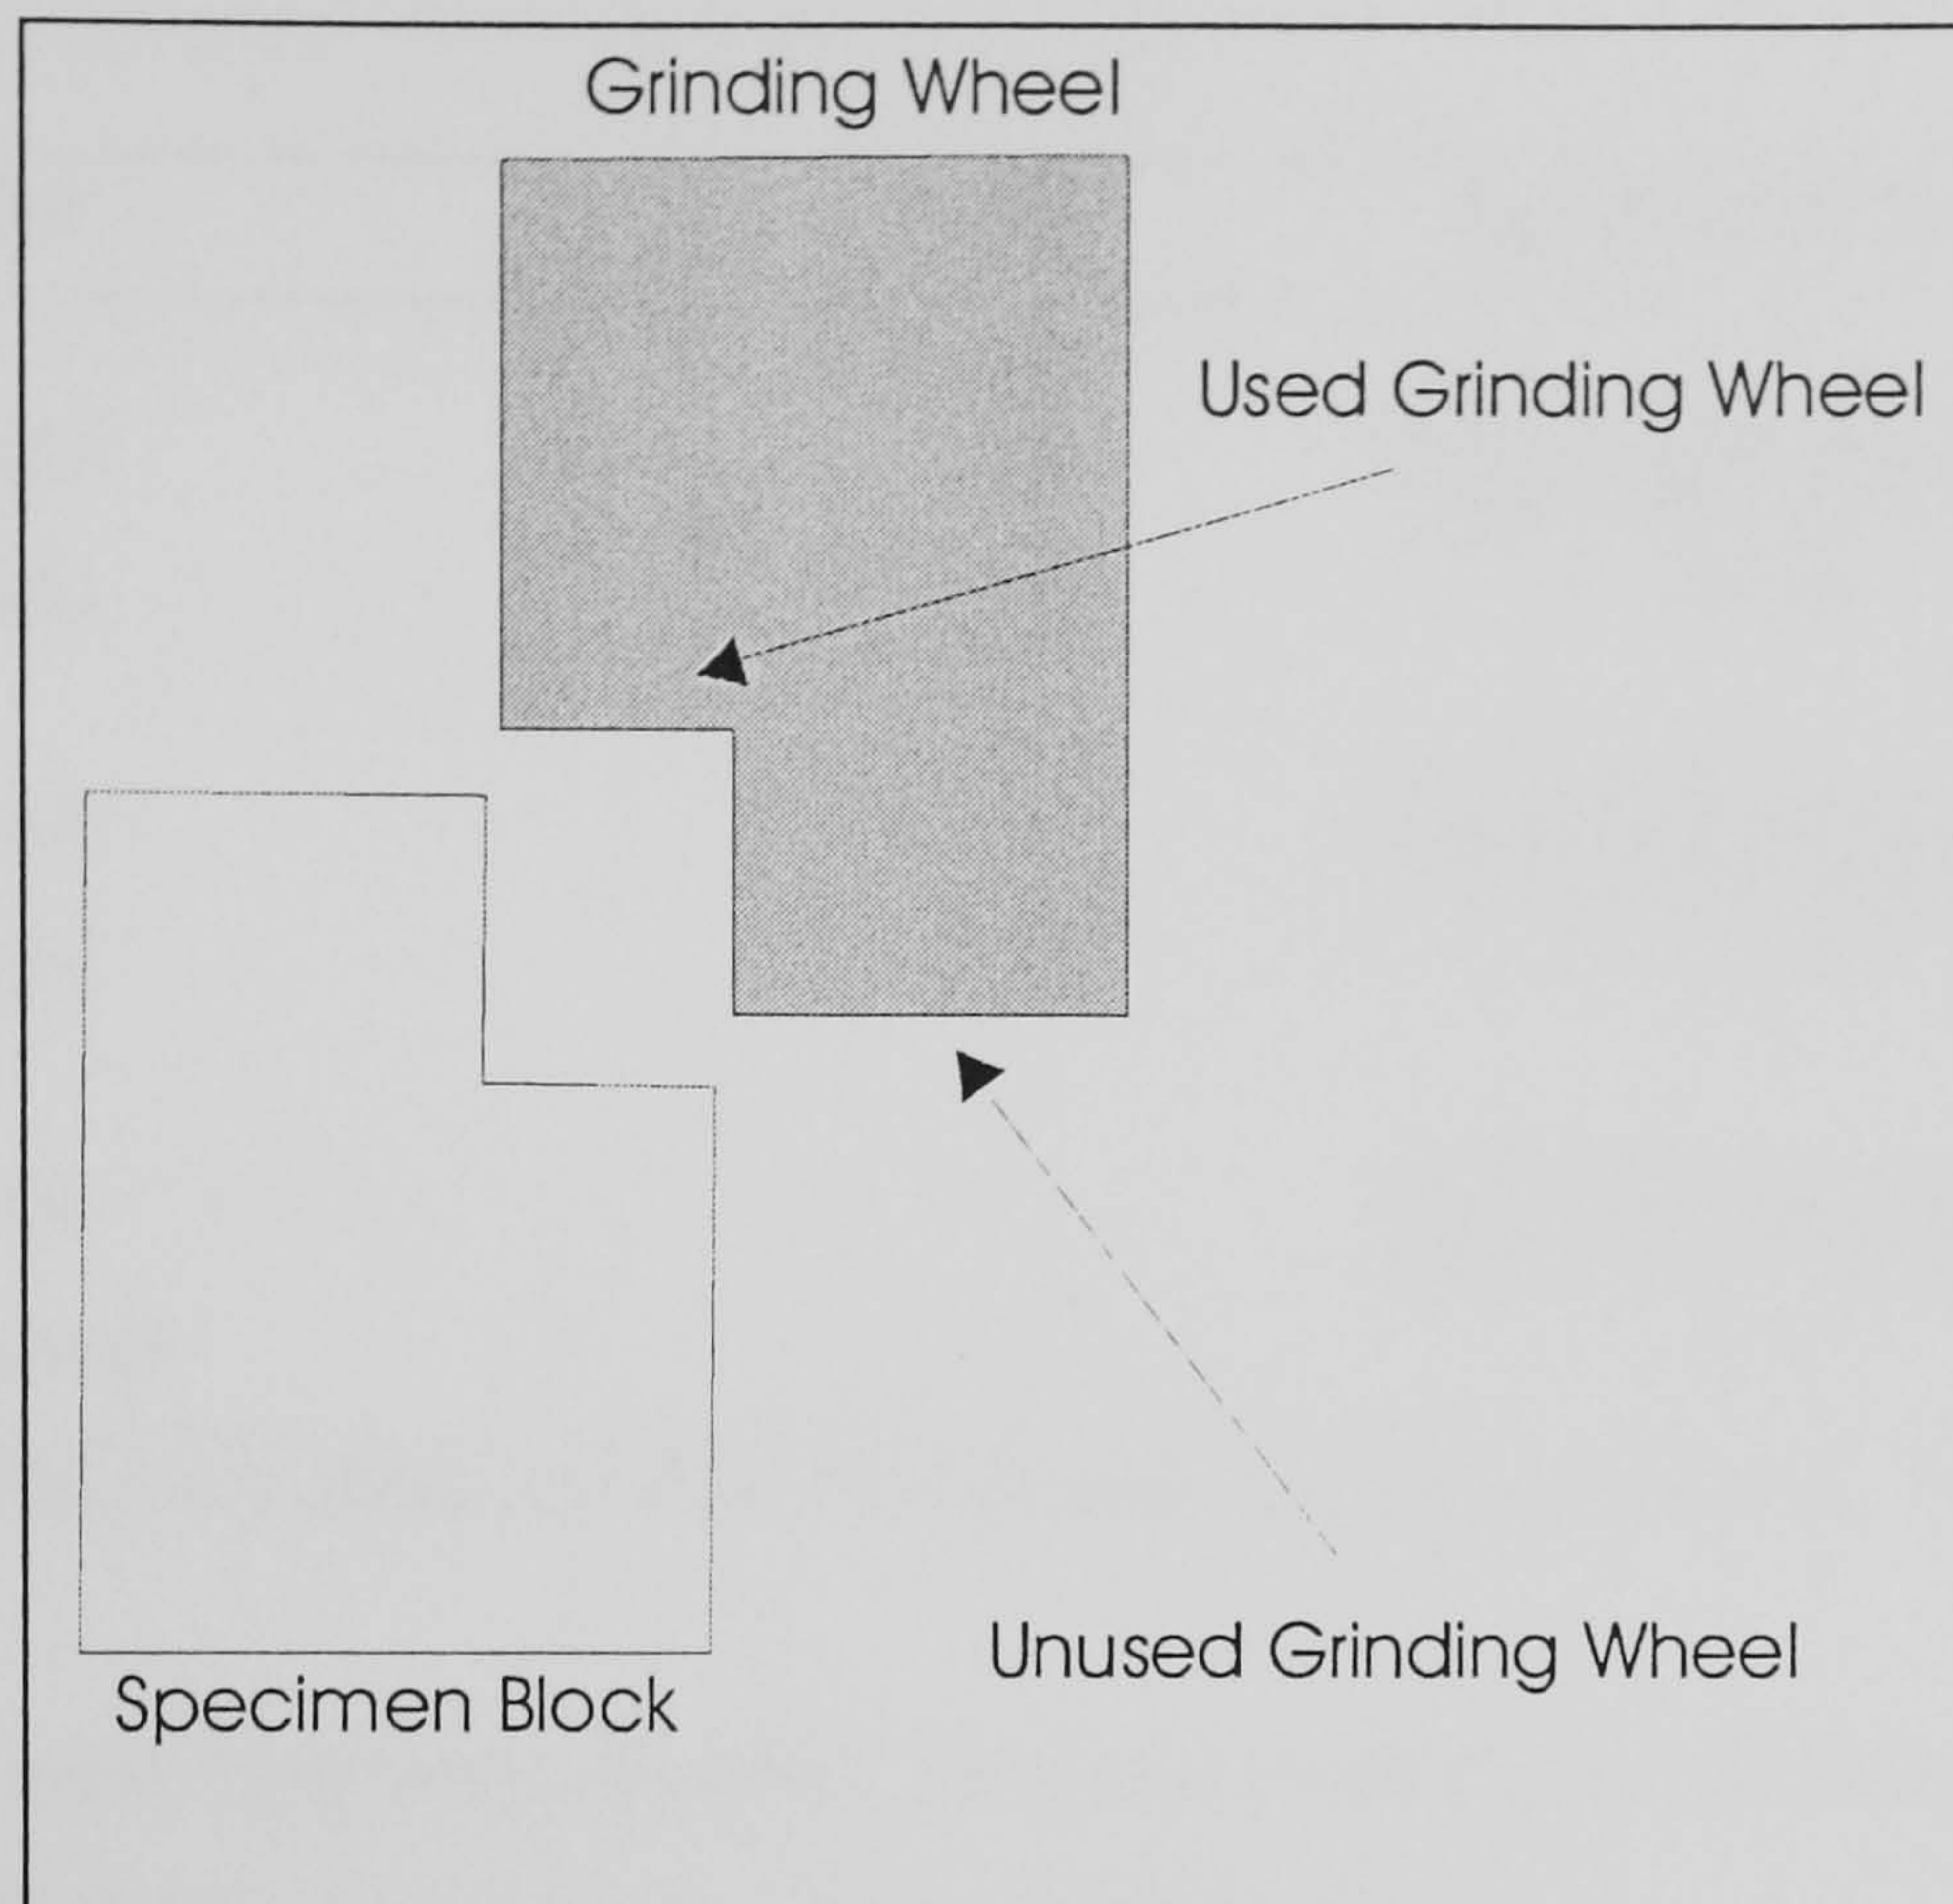 Grinding Wheel
Used Grinding Wheel
Unused Grinding Wheel
Specimen Block